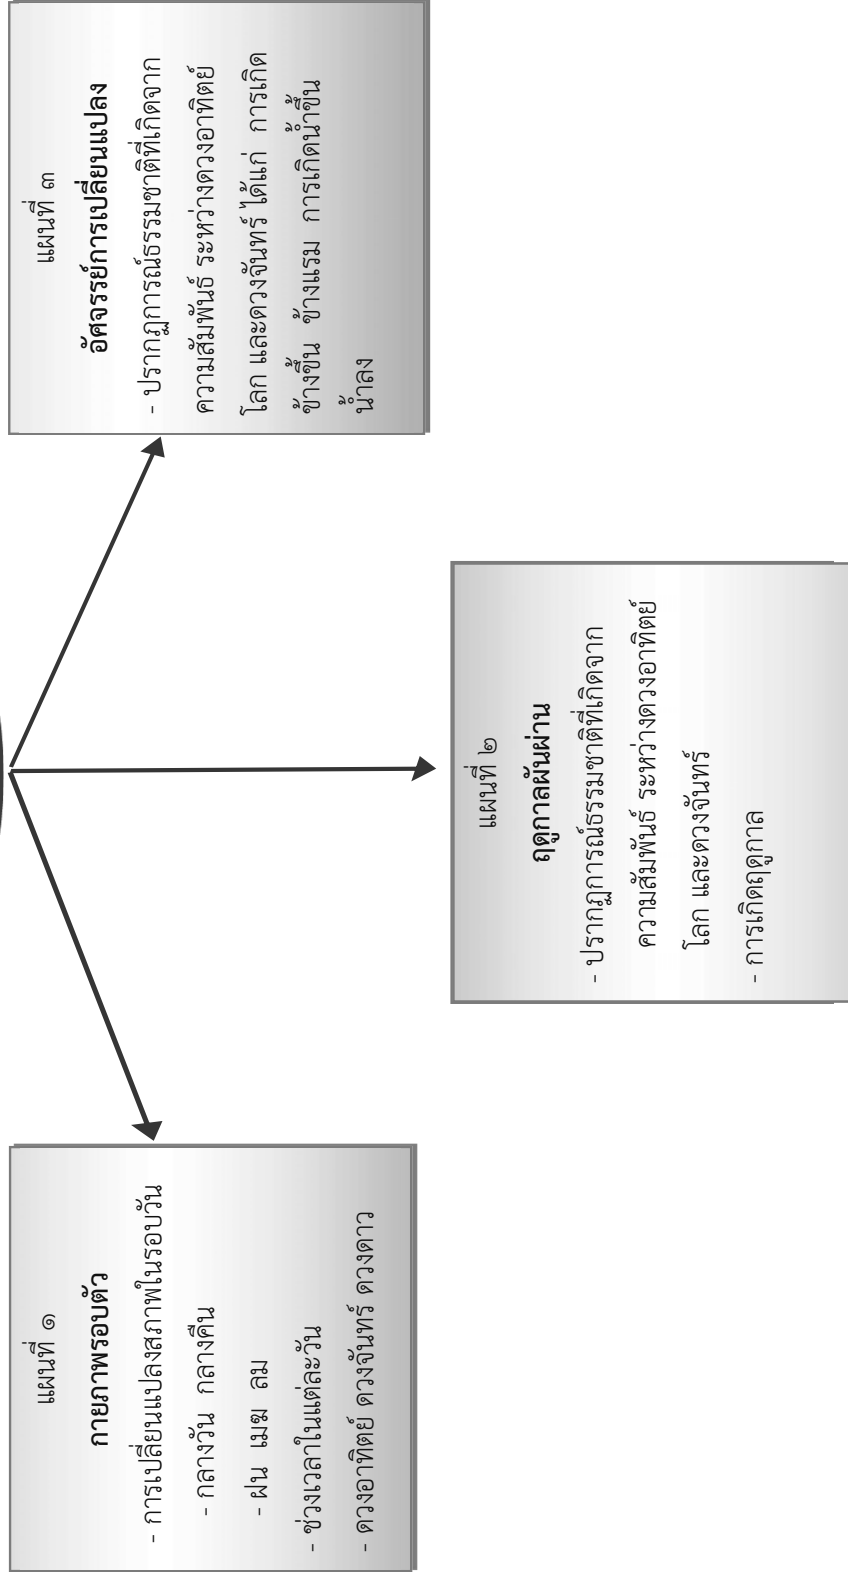 แผนที่ ๑
กายภาพรอบตัว
- การเปลี่ยนแปลงสภาพในรอบวัน
- กลางวัน กลางคืน
- ฝน เมฆ ลม
- ช่วงเวลาในแต่ละวัน
- ดวงอาทิตย์ ดวงจันทร์ ดวงดาว
แผนที่ ๒
ฤดูกาลผันผ่าน
- ปรากฏการณ์ธรรมชาติที่เกิดจาก
ความสัมพันธ์ ระหว่างดวงอาทิตย์
โลก และดวงจันทร์
- การเกิดฤดูกาล
แผนที่ ๓
อัศจรรย์การเปลี่ยนแปลง
- ปรากฏการณ์ธรรมชาติที่เกิดจาก
ความสัมพันธ์ ระหว่างดวงอาทิตย์
โลก และดวงจันทร์ ได้แก่ การเกิด
ข้างขึ้น ข้างแรม การเกิดน้ำขึ้น
น้ำลง